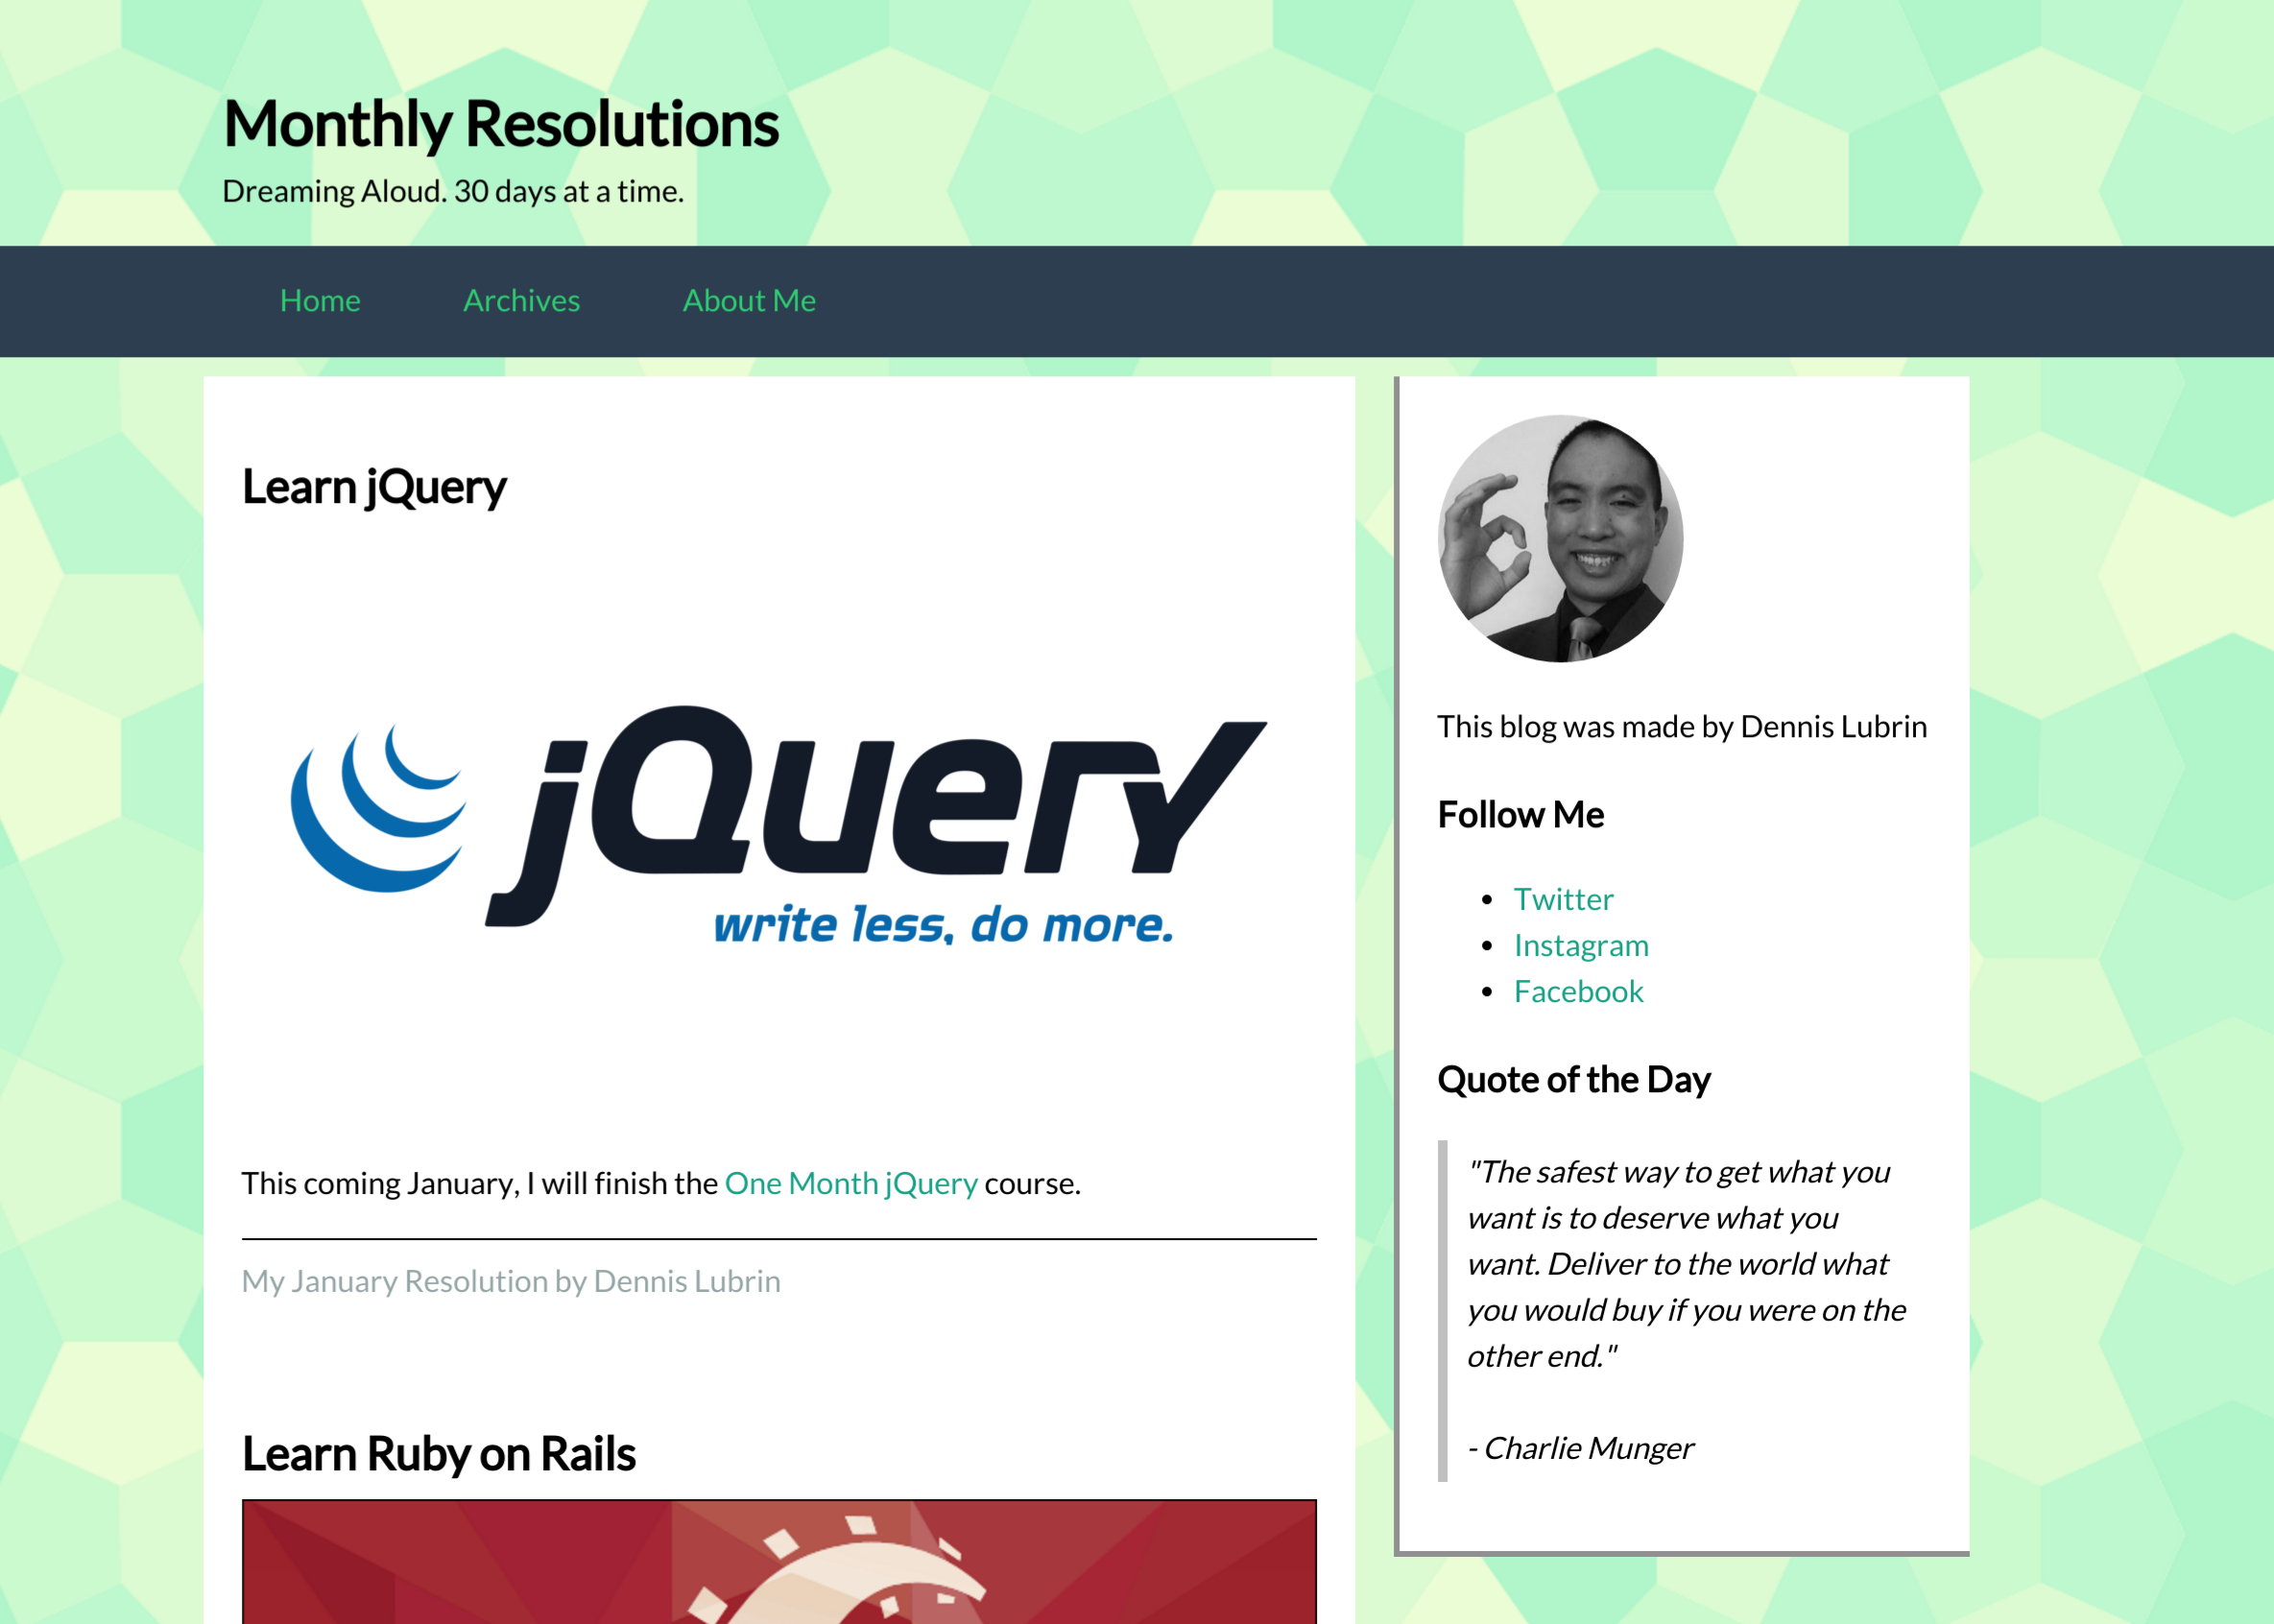 Monthly Resolutions
Dreaming Aloud. 30 days at a time.
Home
Archives
About Me
Learn jQuery
jQuery
write less, do more.
This coming January, I will finish the One Month jQuery course.
My January Resolution by Dennis Lubrin
Learn Ruby on Rails
This blog was made by Dennis Lubrin
Follow Me
Twitter
Instagram
Facebook
Quote of the Day
"The safest way to get what you
want is to deserve what you
want. Deliver to the world what
you would buy if you were on the
other end."
- Charlie Munger